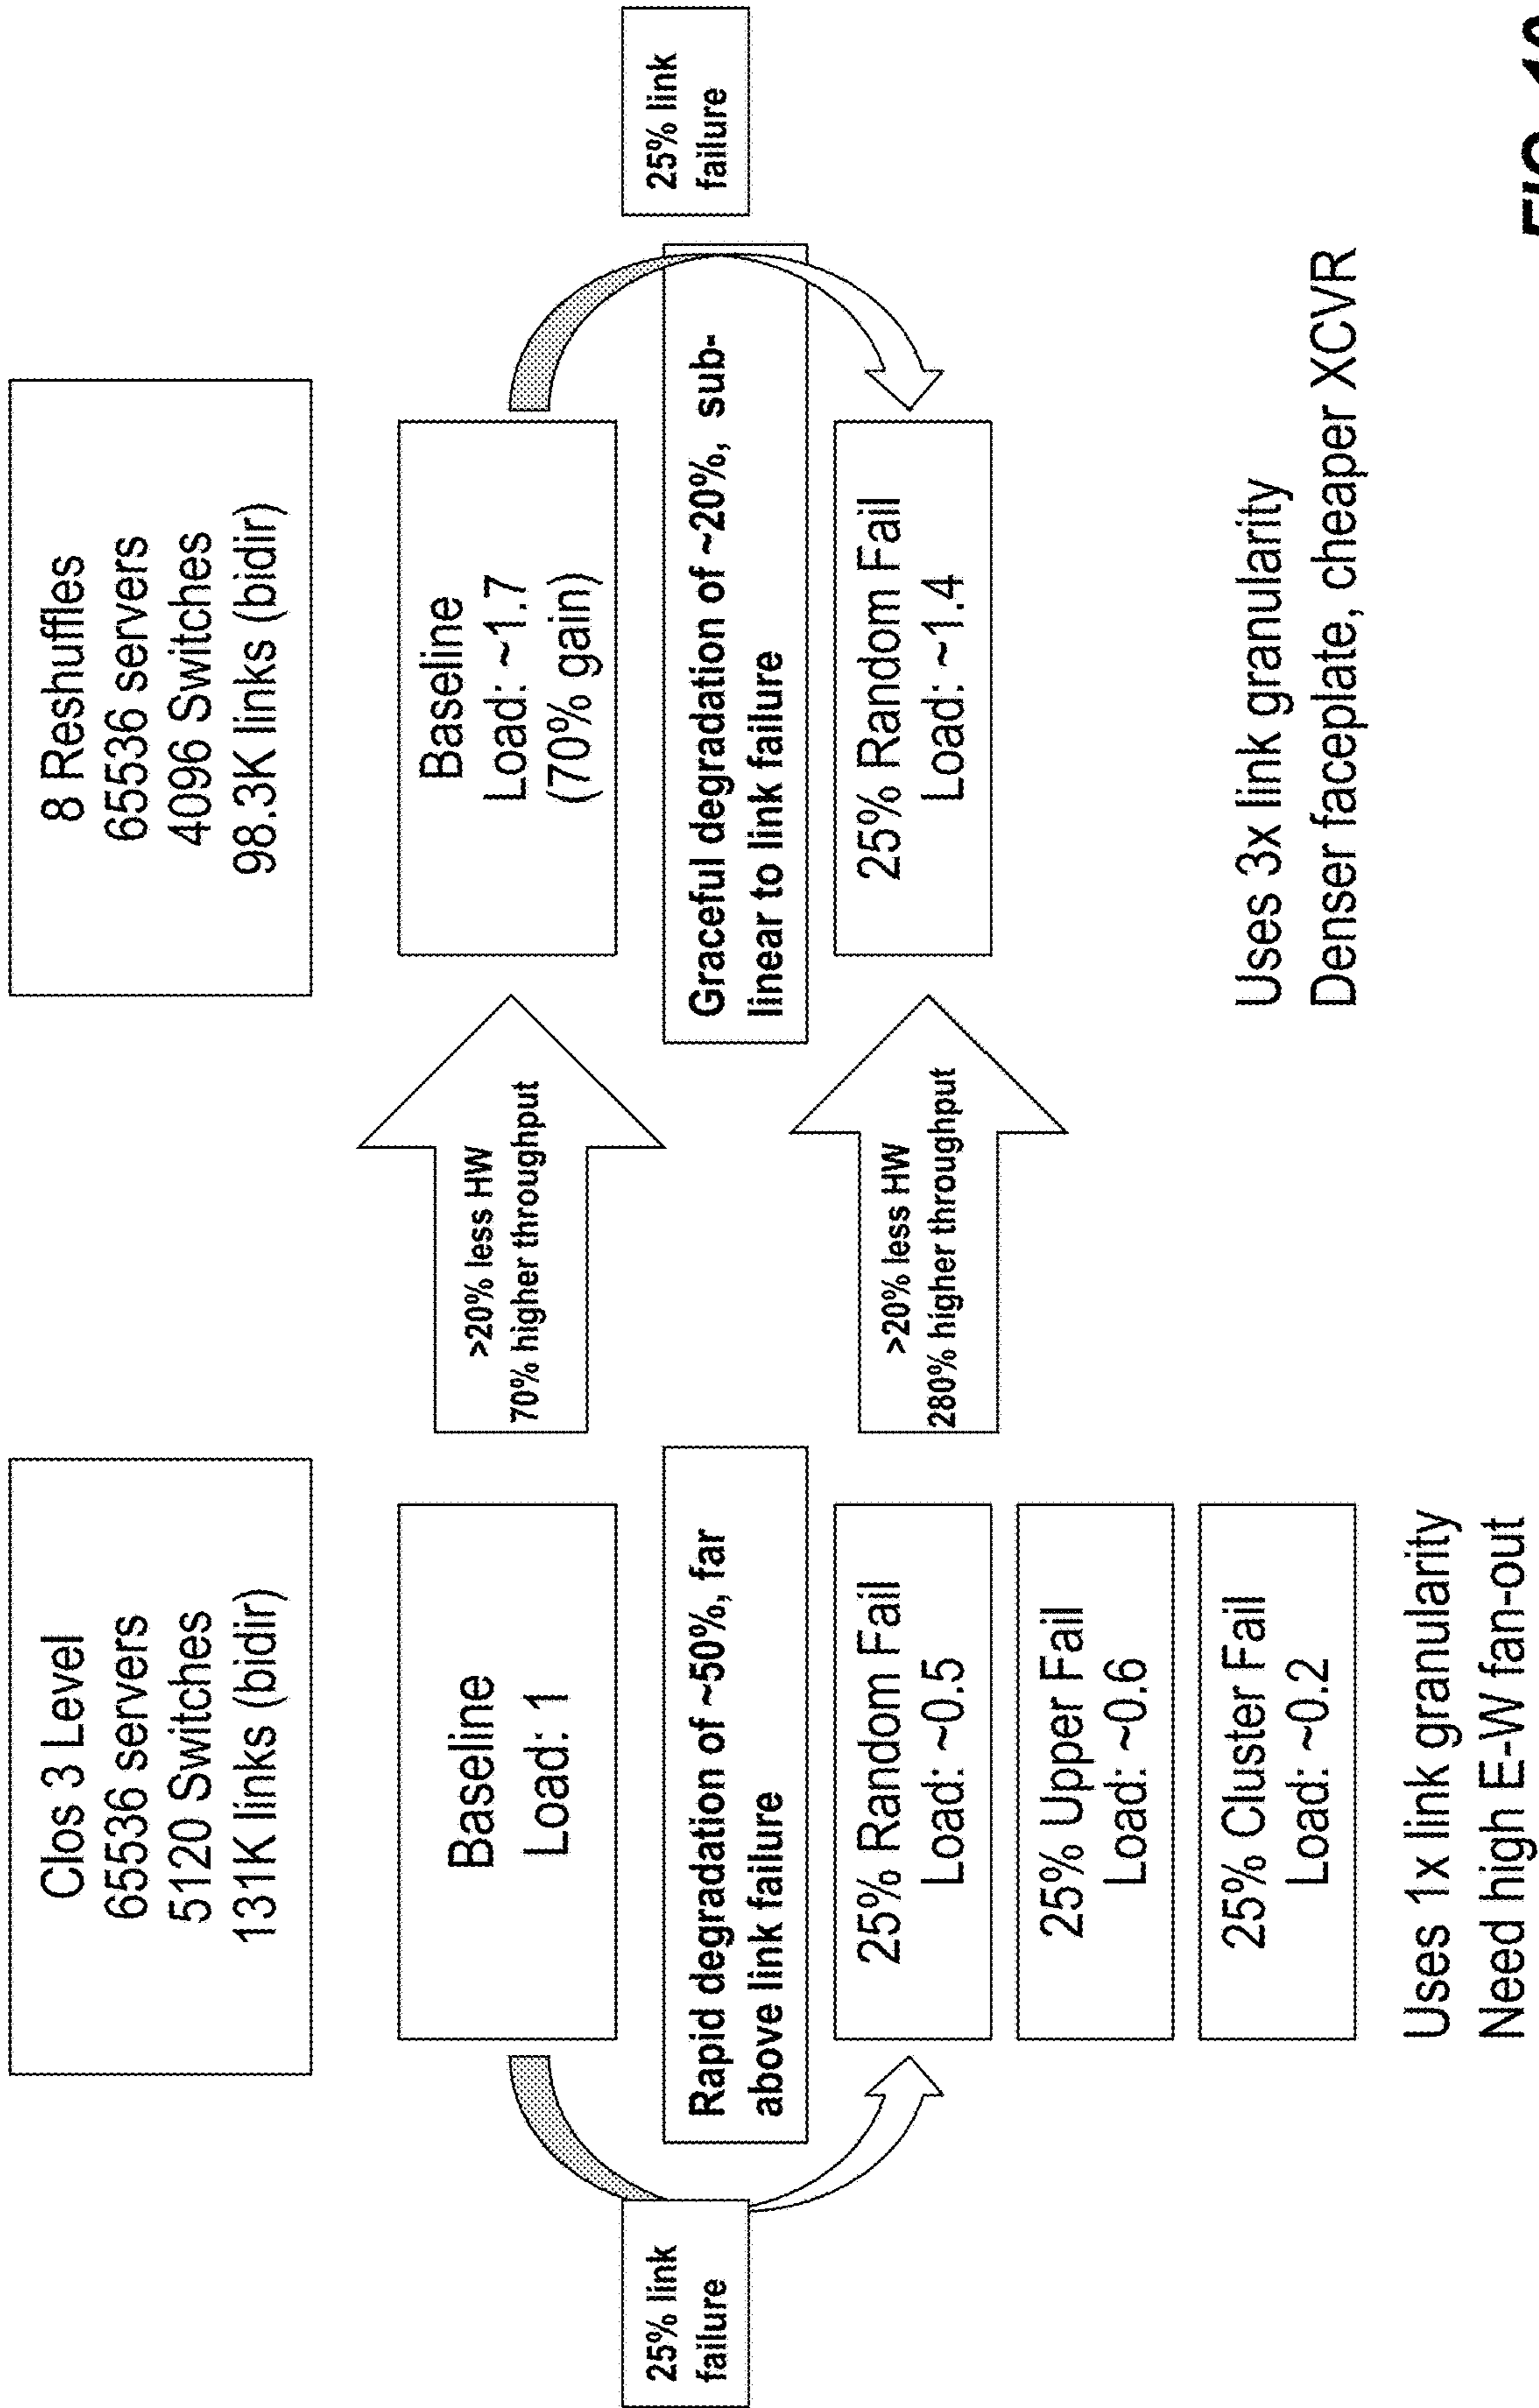 Clos 3 Level
65536 servers
5120 Switches
131K links (bidir)
8 Reshuffles
65536 servers
4096 Switches
98.3K links (bidir)
Baseline
Load: 1
>20% less HW
70% higher throughput
Baseline
Load: ~1.7
(70% gain)
25% link
failure
Rapid degradation of ~50%, far
above link failure
Graceful degradation of ~20%, sub-
linear to link failure
25% link
failure
25% Random Fail
Load: ~0.5
>20% less HW
280% higher throughput
25% Random Fail
Load: ~1.4
25% Upper Fail
Load: ~0.6
25% Cluster Fail
Load: ~0.2
Uses 1x link granularity
Need high E-W fan-out
Uses 3x link granularity
Denser faceplate, cheaper XCVR
FIG.